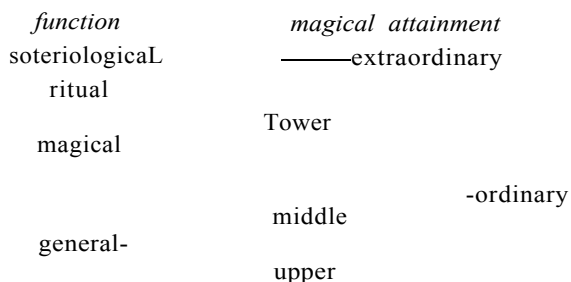 function magical attainment
soteriologicaL extraordinary
ritual
Tower
magical
-ordinary
middle
general-
upper